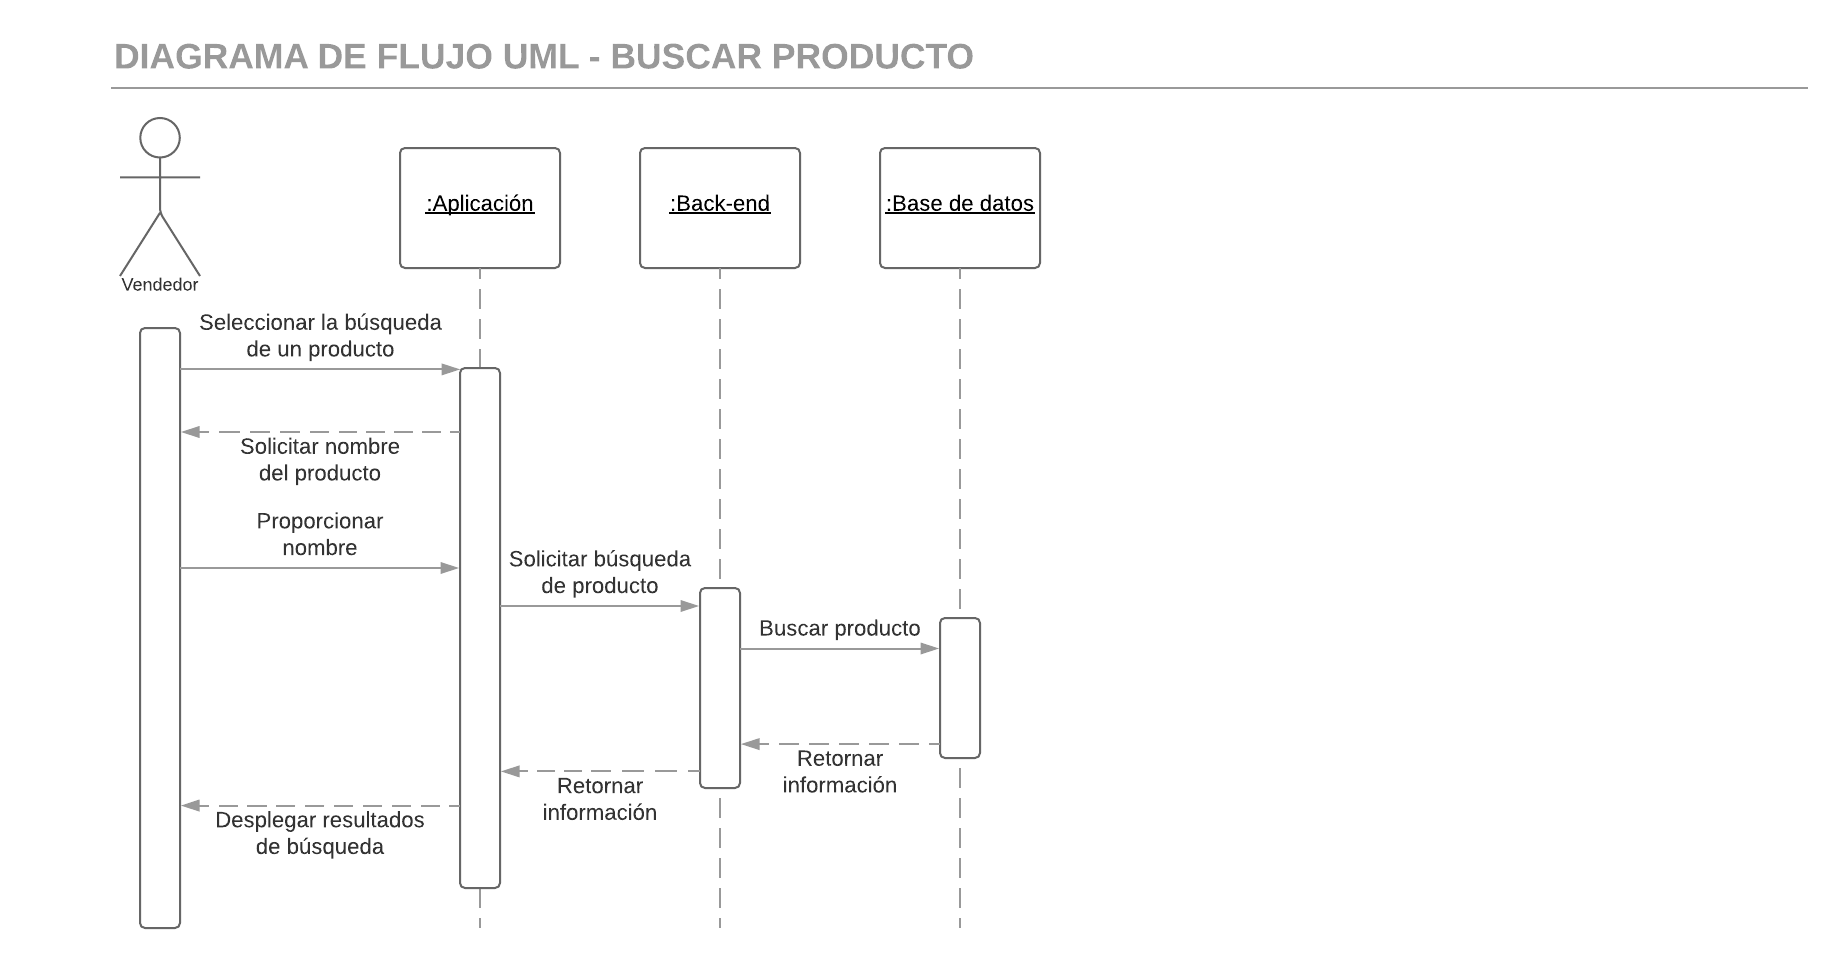 DIAGRAMA DE FLUJO UML - BUSCAR PRODUCTO
:Aplicación
:Back-end
:Base de datos
Vendedor
Seleccionar la búsqueda
de un producto
Solicitar nombre
del producto
Proporcionar
nombre
Solicitar búsqueda
de producto
Buscar producto
Retornar
información
Retornar
información
Desplegar resultados
de búsqueda